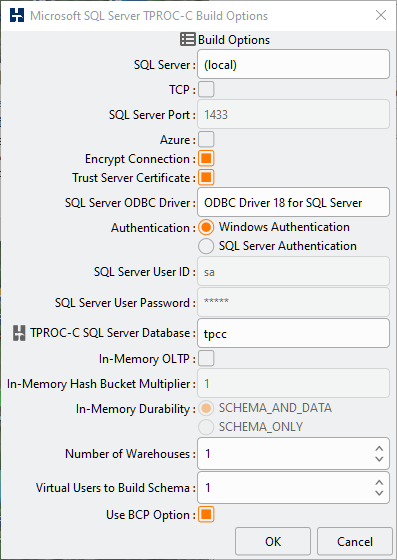 Microsoft SQL Server TPROC-C Build Options
Build Options
SQL Server : (local)
TCP :
SQL Server Port : 1433
Azure :
Encrypt Connection :
Trust Server Certificate :
SQL Server ODBC Driver : ODBC Driver 18 for SQL Server
Authentication : Windows Authentication
SQL Server Authentication
SQL Server User ID : sa
SQL Server User Password : *****
TPROC-C SQL Server Database : tpcc
In-Memory OLTP :
In-Memory Hash Bucket Multiplier : 1
In-Memory Durability : SCHEMA_AND_DATA
SCHEMA_ONLY
Number of Warehouses : 1
Virtual Users to Build Schema : 1
Use BCP Option :
OK Cancel